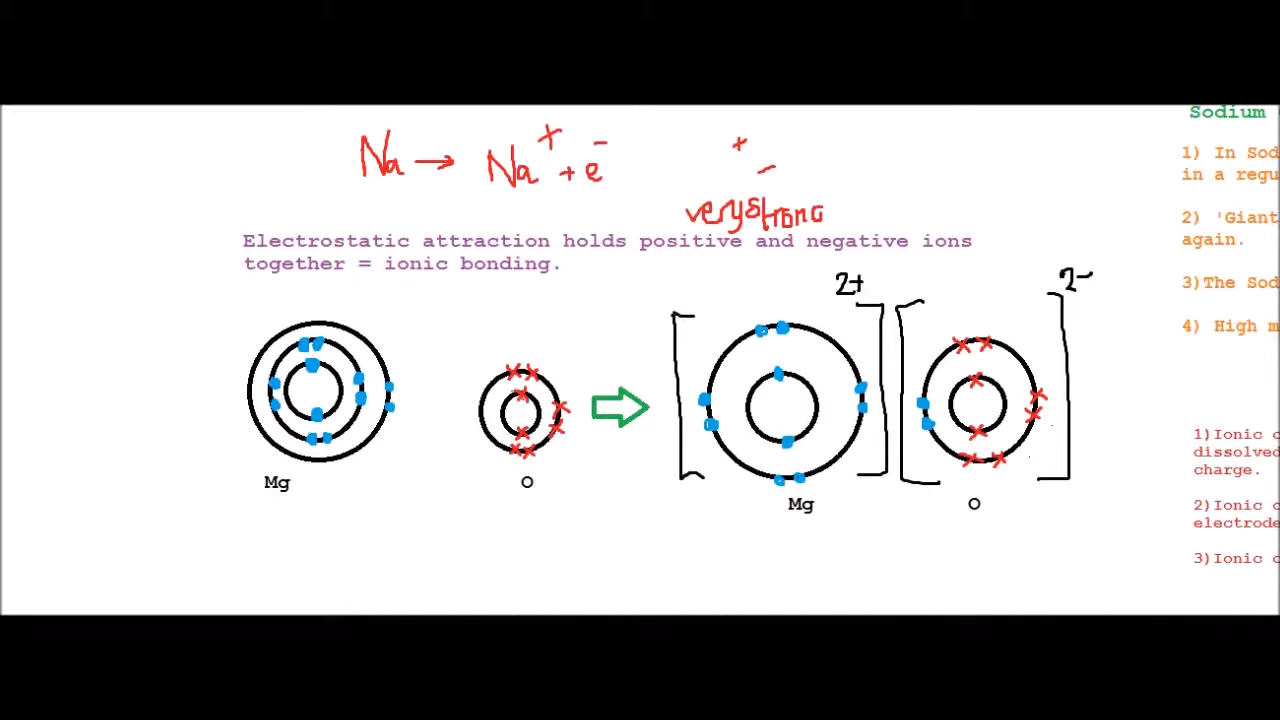 Sodium
Na → Na⁺ + e⁻
+
−
very strong
1) In Sod
in a regu
2) 'Giant
again.
Electrostatic attraction holds positive and negative ions
together = ionic bonding.
3)The Sod
4) High m
2+
2−
Mg
O
Mg
O
1)Ionic c
dissolved
charge.
2)Ionic c
electrode
3)Ionic c